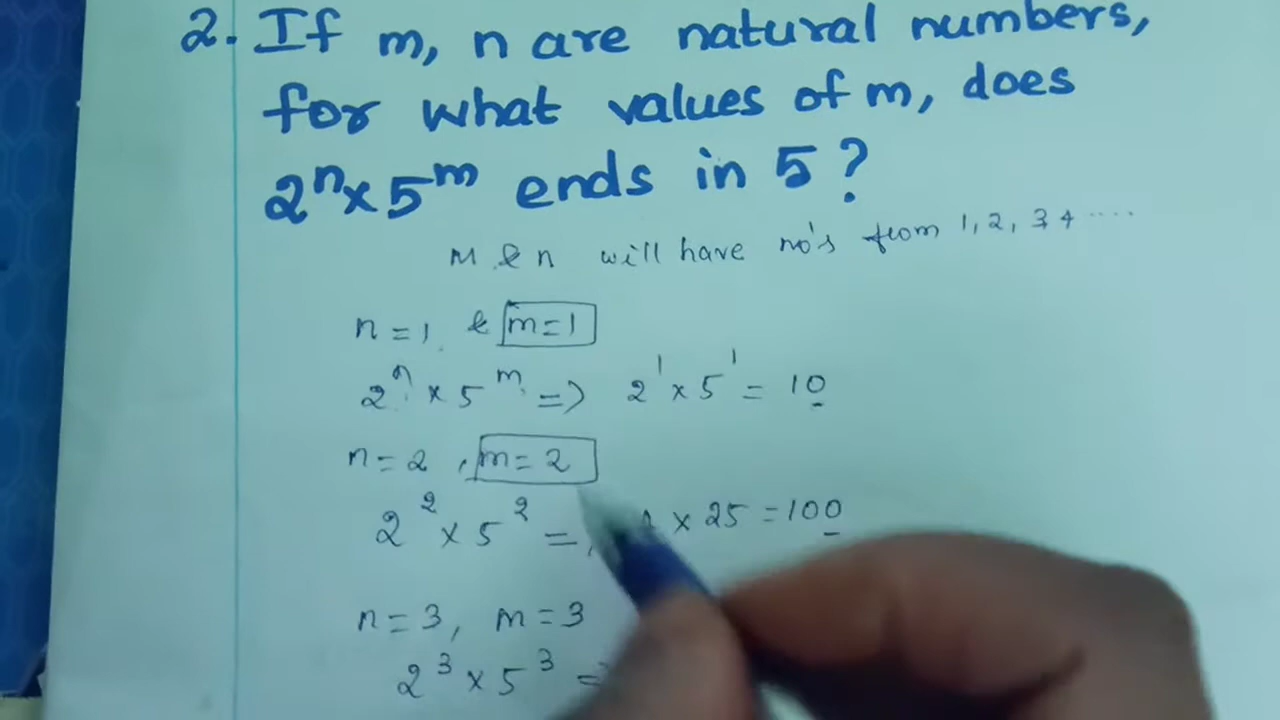 2. If m, n are natural numbers,
for what values of m, does
2ⁿ×5ᵐ ends in 5?
M & n will have no's from 1, 2, 3, 4 ....
n = 1 & m = 1
2ⁿ × 5ᵐ => 2¹ × 5¹ = 10
n = 2, m = 2
2² × 5² = × 25 = 100
n = 3, m = 3
2³ × 5³ =